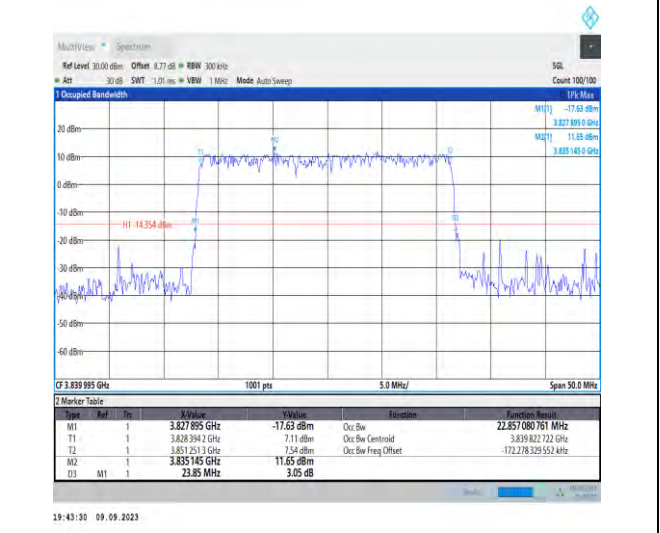 MultiView Spectrum
Ref Level 30.00 dBm Offset 8.77 dB RBW 300 kHz SGL
Att 30 dB SWT 1.01 ms VBW 1 MHz Mode Auto Sweep Count 100/100
1 Occupied Bandwidth 1Pk Max
M1[1] -17.63 dBm
3.827 895 0 GHz
M2[1] 11.65 dBm
3.835 145 0 GHz
20 dBm
M2
T1 T2
10 dBm
0 dBm
-10 dBm
M1 D3
H1 -14.354 dBm
-20 dBm
-30 dBm
-40 dBm
-50 dBm
-60 dBm
CF 3.839 995 GHz 1001 pts 5.0 MHz/ Span 50.0 MHz
2 Marker Table
Type Ref Trc X-Value Y-Value Function Function Result
M1 1 3.827 895 GHz -17.63 dBm Occ Bw 22.857 080 761 MHz
T1 1 3.828 394 2 GHz 7.11 dBm Occ Bw Centroid 3.839 822 722 GHz
T2 1 3.851 251 3 GHz 7.54 dBm Occ Bw Freq Offset -172.278 329 552 kHz
M2 1 3.835 145 GHz 11.65 dBm
D3 M1 1 23.85 MHz 3.05 dB
19:43:30 09.09.2023